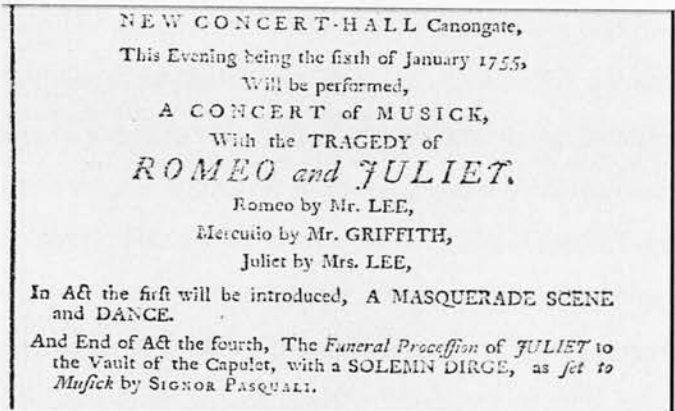 NEW CONCERT-HALL Canongate,
This Evening being the ſixth of January 1755,
Will be performed,
A CONCERT of MUSICK,
With the TRAGEDY of
ROMEO and JULIET.
Romeo by Mr. LEE,
Mercutio by Mr. GRIFFITH,
Juliet by Mrs. LEE,
In Act the firſt will be introduced, A MASQUERADE SCENE
and DANCE.
And End of Act the fourth, The Funeral Proceſſion of JULIET to
the Vault of the Capulet, with a SOLEMN DIRGE, as ſet to
Muſick by SIGNOR PASQUALI.